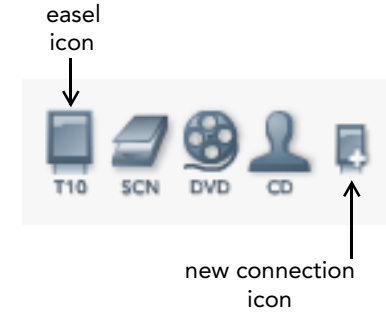 easel
icon
T10 SCN DVD CD
new connection
icon